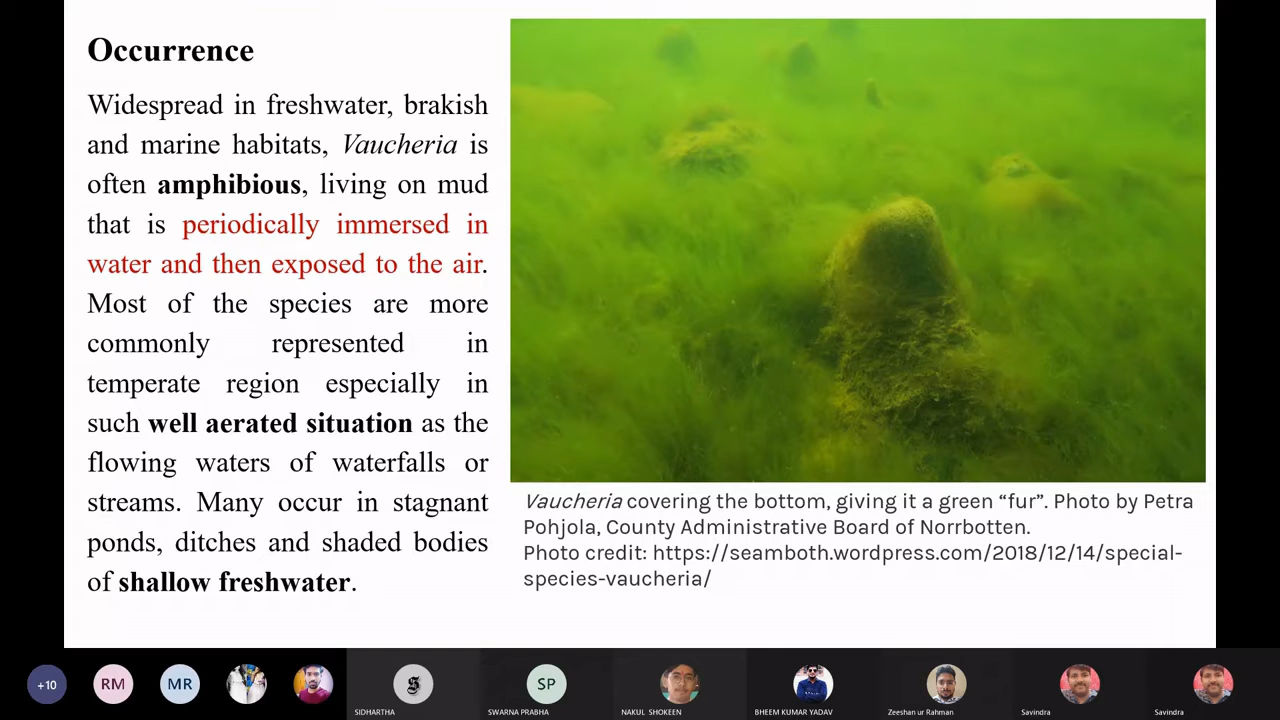 Occurrence
Widespread in freshwater, brakish
and marine habitats, Vaucheria is
often amphibious, living on mud
that is periodically immersed in
water and then exposed to the air.
Most of the species are more
commonly represented in
temperate region especially in
such well aerated situation as the
flowing waters of waterfalls or
streams. Many occur in stagnant
ponds, ditches and shaded bodies
of shallow freshwater.
Vaucheria covering the bottom, giving it a green “fur”. Photo by Petra
Pohjola, County Administrative Board of Norrbotten.
Photo credit: https://seamboth.wordpress.com/2018/12/14/special-
species-vaucheria/
+10
RM
MR
S
SP
SIDHARTHA
SWARNA PRABHA
NAKUL SHOKEEN
BHEEM KUMAR YADAV
Zeeshan ur Rahman
Savindra
Savindra